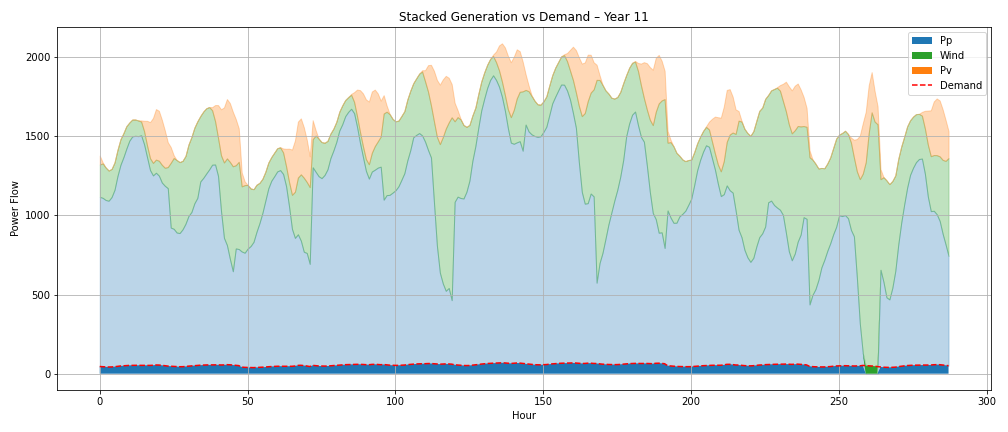 Stacked Generation vs Demand – Year 11
Pp
Wind
Pv
Demand
Power Flow
2000
1500
1000
500
0
0 50 100 150 200 250 300
Hour